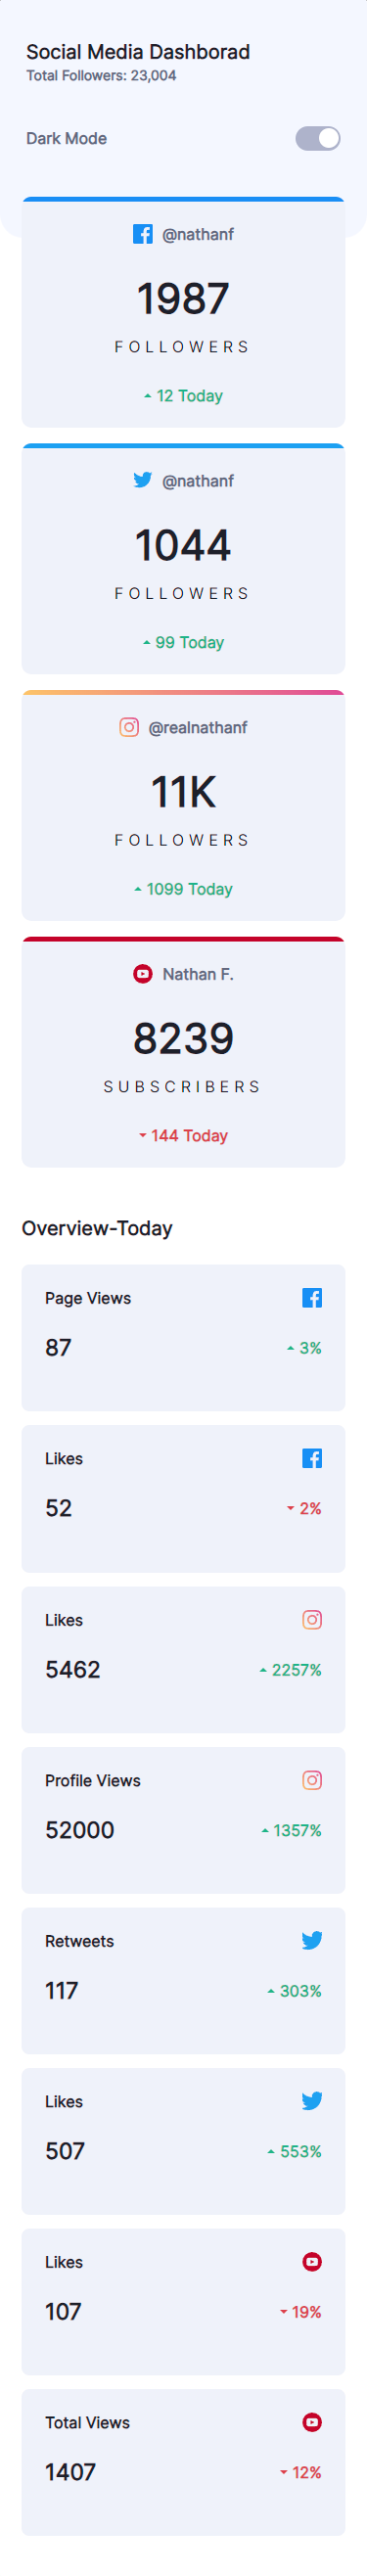 Social Media Dashborad
Total Followers: 23,004
Dark Mode
@nathanf
1987
FOLLOWERS
12 Today
@nathanf
1044
FOLLOWERS
99 Today
@realnathanf
11K
FOLLOWERS
1099 Today
Nathan F.
8239
SUBSCRIBERS
144 Today
Overview-Today
Page Views
87 3%
Likes
52 2%
Likes
5462 2257%
Profile Views
52000 1357%
Retweets
117 303%
Likes
507 553%
Likes
107 19%
Total Views
1407 12%